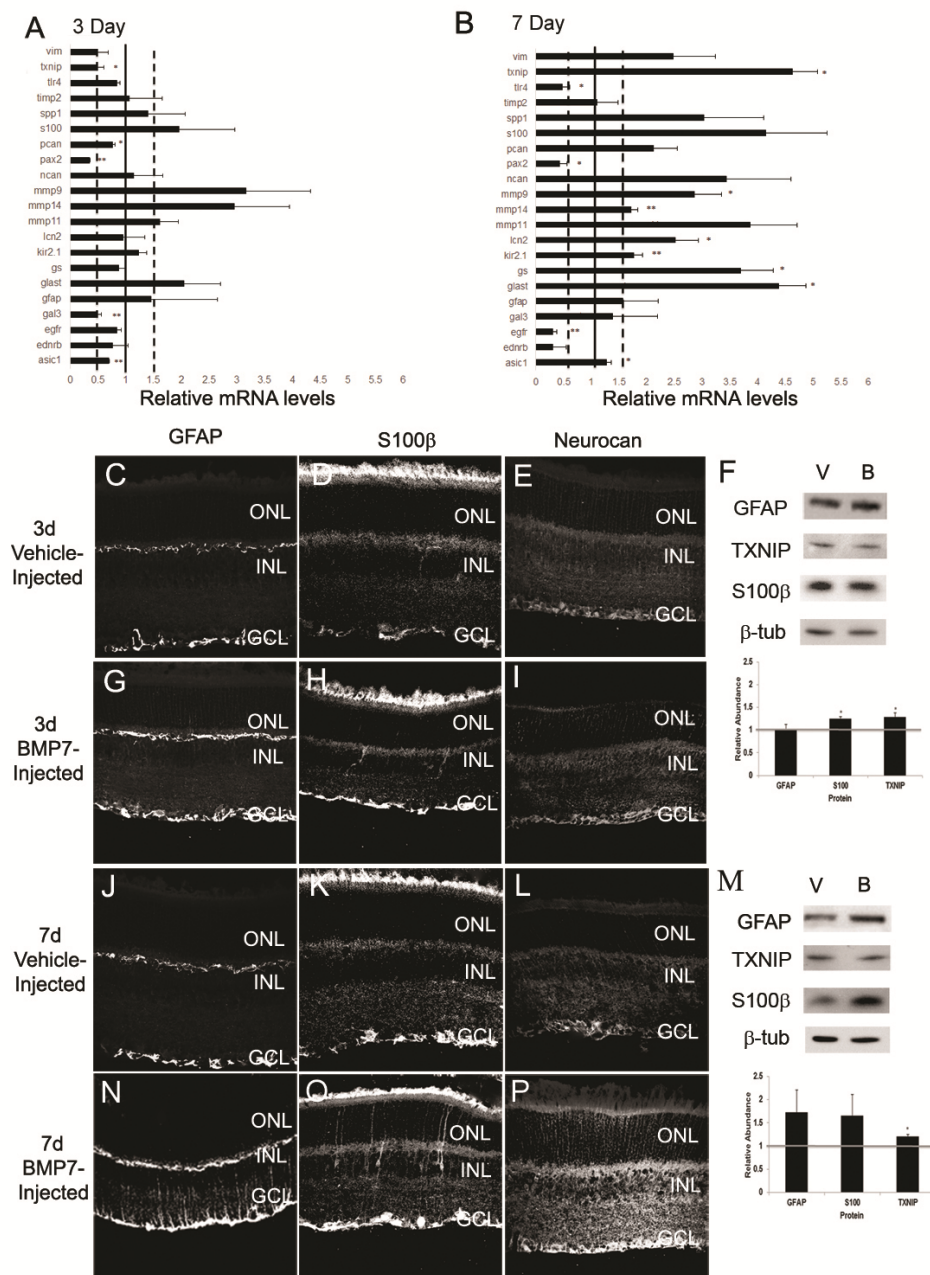 A 3 Day
vim
txnip *
tlr4
timp2
spp1
s100
pcan *
pax2 **
ncan
mmp9
mmp14
mmp11
lcn2
kir2.1
gs
glast
gfap
gal3 **
egfr
ednrb
asic1 **
0 0.5 1 1.5 2 2.5 3 3.5 4 4.5 5 5.5 6
Relative mRNA levels
B 7 Day
vim
txnip *
tlr4 *
timp2
spp1
s100
pcan
pax2 *
ncan
mmp9 *
mmp14 **
mmp11
lcn2 *
kir2.1 **
gs *
glast *
gfap
gal3
egfr **
ednrb
asic1 *
0 0.5 1 1.5 2 2.5 3 3.5 4 4.5 5 5.5 6
Relative mRNA levels
GFAP S100β Neurocan
3d
Vehicle-
Injected
C ONL INL GCL
D ONL INL GCL
E ONL INL GCL
F V B
GFAP
TXNIP
S100β
β-tub
Relative Abundance
2.5
2
1.5
1
0.5
0
* *
GFAP S100 TXNIP
Protein
3d
BMP7-
Injected
G ONL INL GCL
H ONL INL GCL
I ONL INL GCL
7d
Vehicle-
Injected
J ONL INL GCL
K ONL INL GCL
L ONL INL GCL
M V B
GFAP
TXNIP
S100β
β-tub
Relative Abundance
2.5
2
1.5
1
0.5
0
*
GFAP S100 TXNIP
Protein
7d
BMP7-
Injected
N ONL INL GCL
O ONL INL GCL
P ONL INL GCL